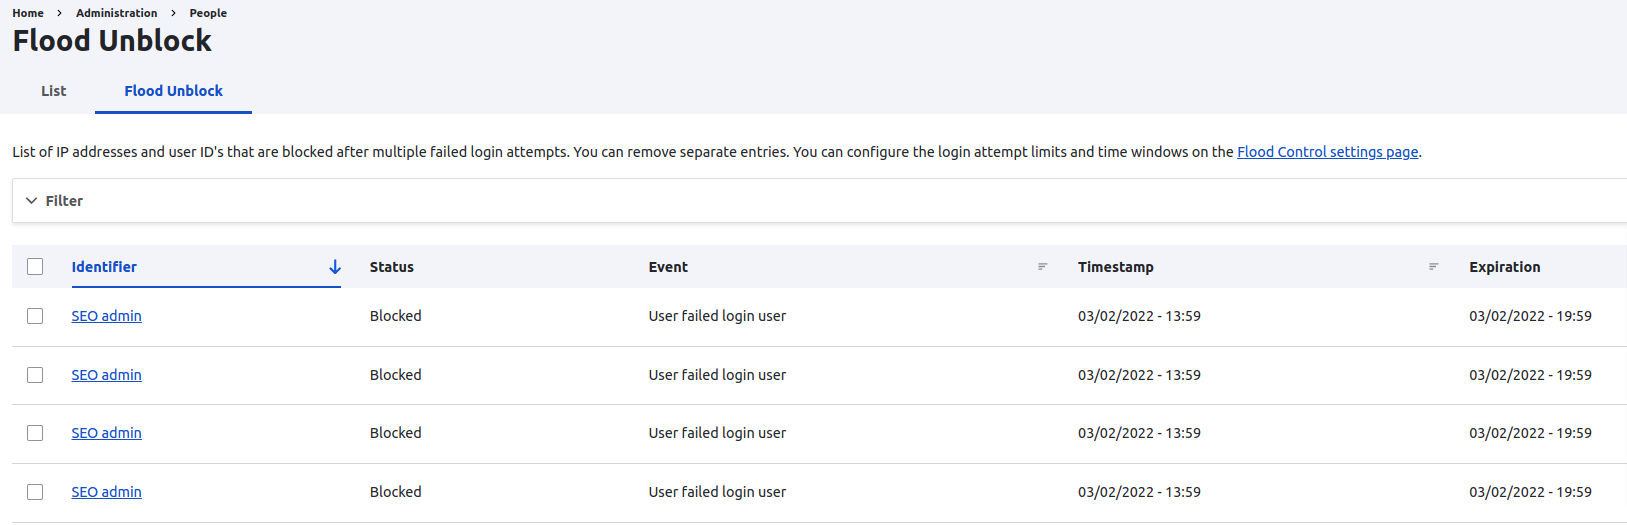 Home > Administration > People
Flood Unblock
List Flood Unblock
List of IP addresses and user ID's that are blocked after multiple failed login attempts. You can remove separate entries. You can configure the login attempt limits and time windows on the Flood Control settings page.
Filter
Identifier Status Event Timestamp Expiration
SEO admin Blocked User failed login user 03/02/2022 - 13:59 03/02/2022 - 19:59
SEO admin Blocked User failed login user 03/02/2022 - 13:59 03/02/2022 - 19:59
SEO admin Blocked User failed login user 03/02/2022 - 13:59 03/02/2022 - 19:59
SEO admin Blocked User failed login user 03/02/2022 - 13:59 03/02/2022 - 19:59